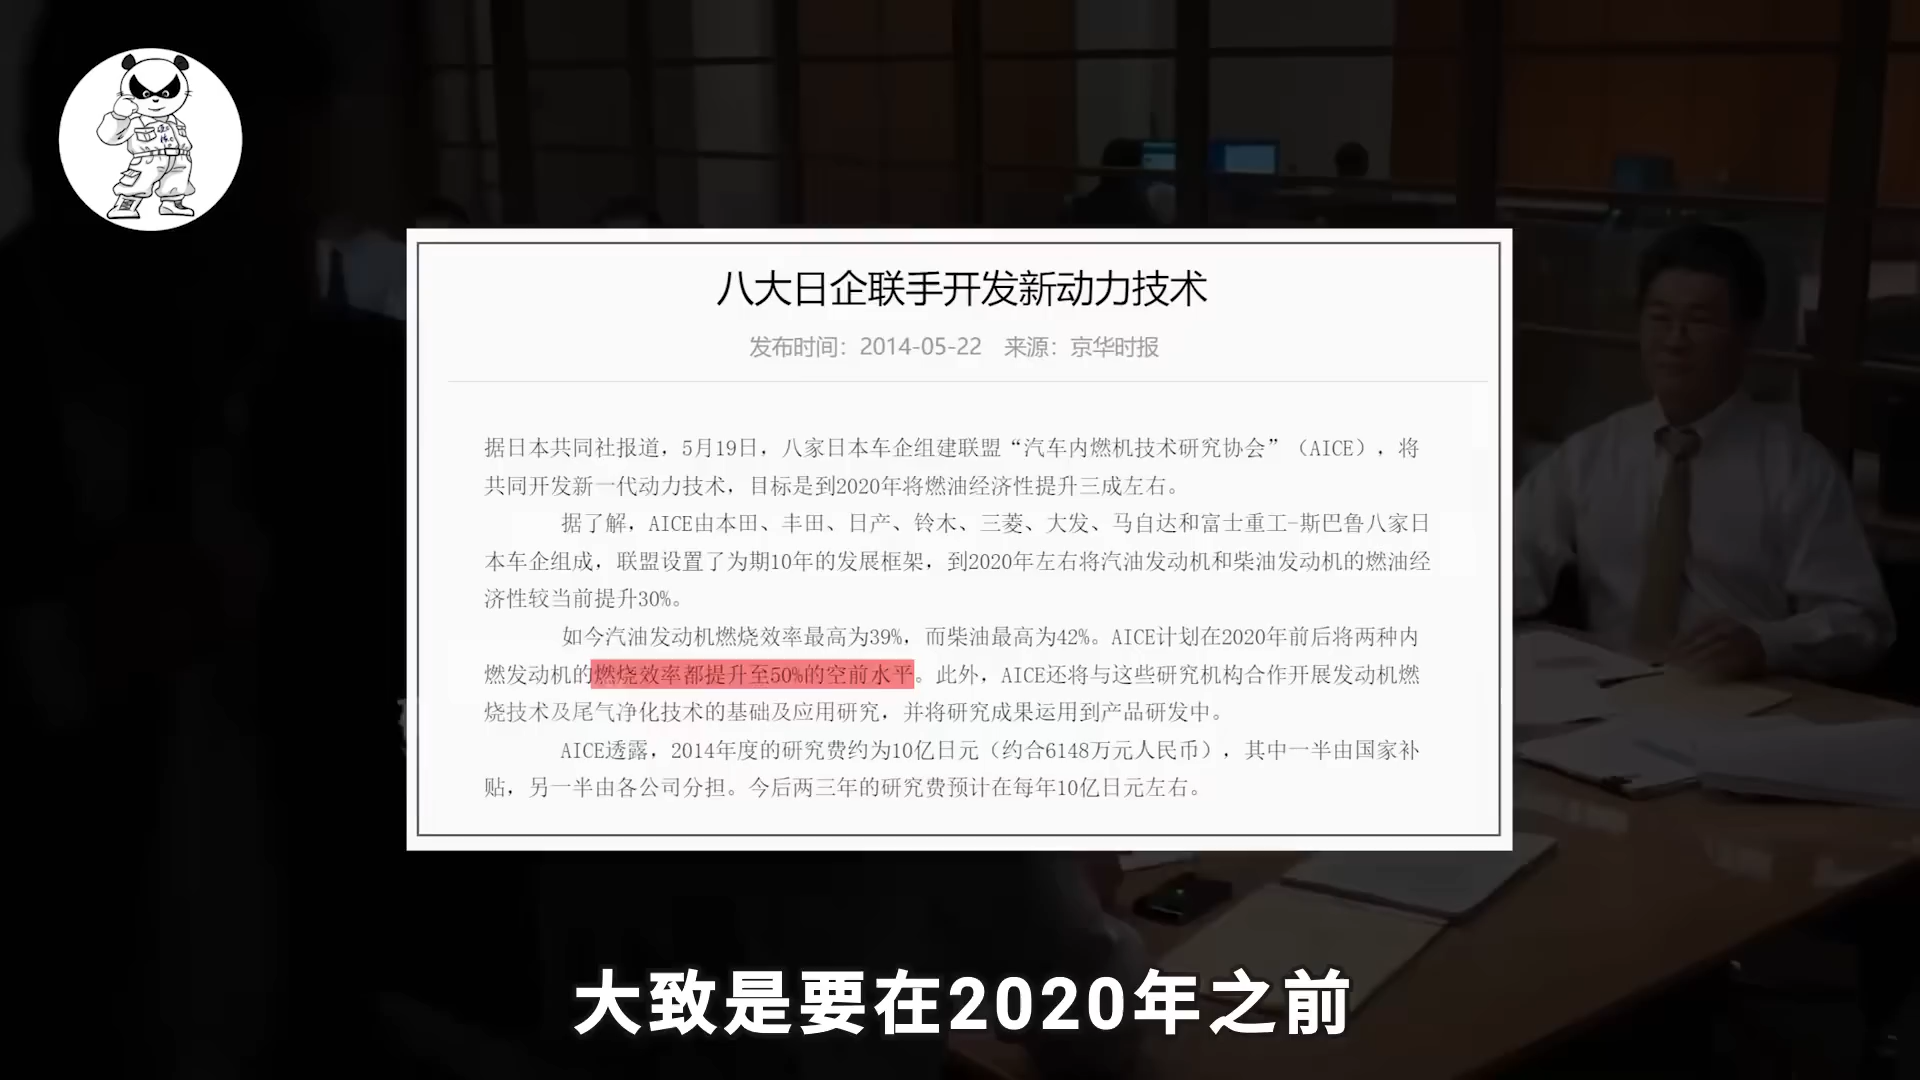 八大日企联手开发新动力技术
发布时间：2014-05-22 来源：京华时报
据日本共同社报道，5月19日，八家日本车企组建联盟“汽车内燃机技术研究协会”（AICE），将
共同开发新一代动力技术，目标是到2020年将燃油经济性提升三成左右。
据了解，AICE由本田、丰田、日产、铃木、三菱、大发、马自达和富士重工-斯巴鲁八家日
本车企组成，联盟设置了为期10年的发展框架，到2020年左右将汽油发动机和柴油发动机的燃油经
济性较当前提升30%。
如今汽油发动机燃烧效率最高为39%，而柴油最高为42%。AICE计划在2020年前后将两种内
燃发动机的燃烧效率都提升至50%的空前水平。此外，AICE还将与这些研究机构合作开展发动机燃
烧技术及尾气净化技术的基础及应用研究，并将研究成果运用到产品研发中。
AICE透露，2014年度的研究费约为10亿日元（约合6148万元人民币），其中一半由国家补
贴，另一半由各公司分担。今后两三年的研究费预计在每年10亿日元左右。
大致是要在2020年之前